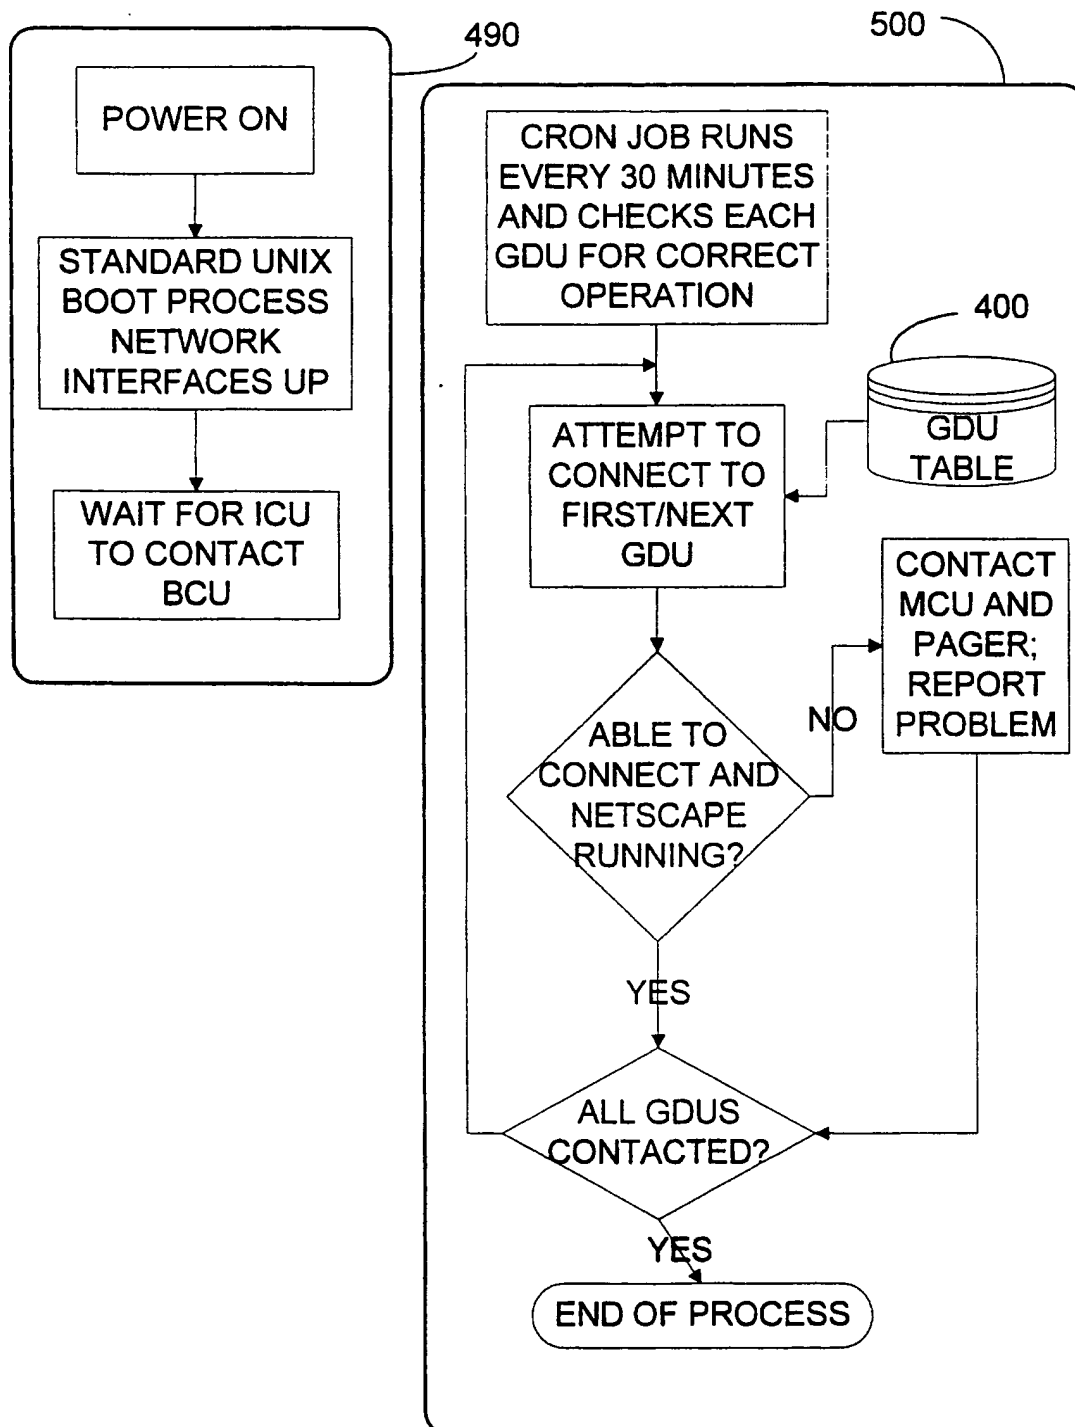 490
POWER ON
STANDARD UNIX
BOOT PROCESS
NETWORK
INTERFACES UP
WAIT FOR ICU
TO CONTACT
BCU
500
CRON JOB RUNS
EVERY 30 MINUTES
AND CHECKS EACH
GDU FOR CORRECT
OPERATION
400
GDU
TABLE
ATTEMPT TO
CONNECT TO
FIRST/NEXT
GDU
CONTACT
MCU AND
PAGER;
REPORT
PROBLEM
NO
ABLE TO
CONNECT AND
NETSCAPE
RUNNING?
YES
ALL GDUS
CONTACTED?
YES
END OF PROCESS